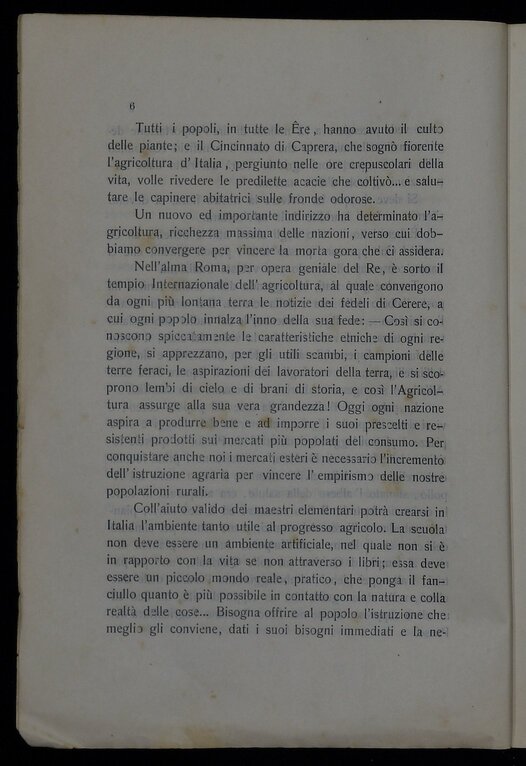 6
Tutti i popoli, in tutte le Êre, hanno avuto il culto
delle piante; e il Cincinnato di Caprera, che sognò fiorente
l'agricoltura d'Italia, pergiunto nelle ore crepuscolari della
vita, volle rivedere le predilette acacie che coltivò... e salu-
tare le capinere abitatrici sulle fronde odorose.
Un nuovo ed importante indirizzo ha determinato l'a-
gricoltura, ricchezza massima delle nazioni, verso cui dob-
biamo convergere per vincere la morta gora che ci assidera.
Nell'alma Roma, per opera geniale del Re, è sorto il
tempio Internazionale dell'agricoltura, al quale convengono
da ogni più lontana terra le notizie dei fedeli di Cerere, a
cui ogni popolo innalza l'inno della sua fede: — Così si co-
noscono spiccatamente le caratteristiche etniche di ogni re-
gione, si apprezzano, per gli utili scambi, i campioni delle
terre feraci, le aspirazioni dei lavoratori della terra, e si sco-
prono lembi di cielo e di brani di storia, e così l'Agricol-
tura assurge alla sua vera grandezza! Oggi ogni nazione
aspira a produrre bene e ad imporre i suoi prescelti e re-
sistenti prodotti sui mercati più popolati del consumo. Per
conquistare anche noi i mercati esteri è necessario l'incremento
dell'istruzione agraria per vincere l'empirismo delle nostre
popolazioni rurali.
Coll'aiuto valido dei maestri elementari potrà crearsi in
Italia l'ambiente tanto utile al progresso agricolo. La scuola
non deve essere un ambiente artificiale, nel quale non si è
in rapporto con la vita se non attraverso i libri; essa deve
essere un piccolo mondo reale, pratico, che ponga il fan-
ciullo quanto è più possibile in contatto con la natura e colla
realtà delle cose... Bisogna offrire al popolo l'istruzione che
meglio gli conviene, dati i suoi bisogni immediati e la ne-